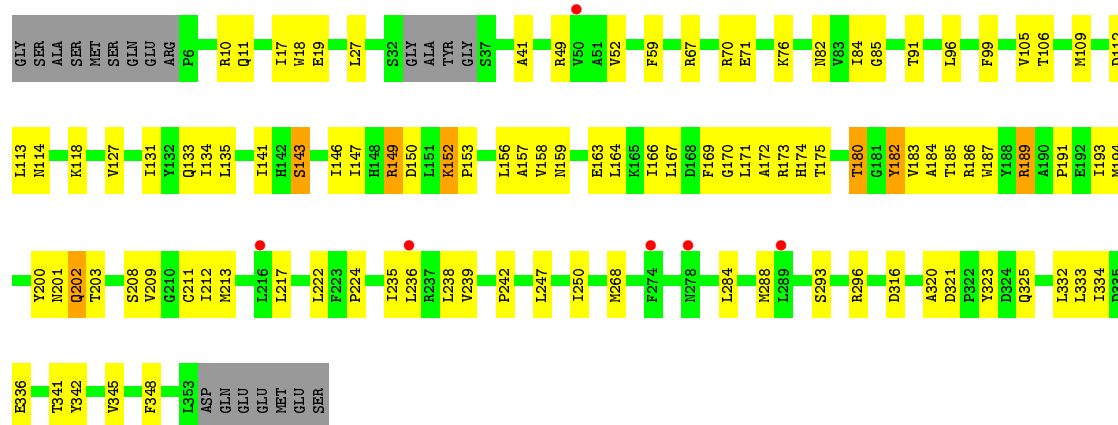 GLY SER ALA SER MET SER GLN GLU ARG P6 R10 Q11 I17 W18 E19 L27 S32 GLY ALA TYR GLY S37 A41 R49 V50 A51 V52 F59 R67 R70 E71 K76 N82 V83 I84 G85 T91 L96 F99 V105 T106 M109 D112
L113 N114 K118 V127 I131 Y132 Q133 I134 L135 I141 H142 S143 I146 I147 H148 R149 D150 L151 K152 P153 L156 A157 V158 N159 E163 L164 K165 I166 L167 D168 F169 G170 L171 A172 R173 H174 T175 T180 G181 Y182 V183 A184 T185 R186 W187 Y188 R189 A190 P191 E192 I193 M194
Y200 N201 Q202 T203 S208 V209 G210 C211 I212 M213 L216 L217 L222 F223 P224 I235 L236 R237 L238 V239 P242 L247 I250 M268 F274 N278 L284 M288 L289 S293 R296 D316 A320 D321 P322 Y323 D324 Q325 L332 L333 I334 D335
E336 T341 Y342 V345 F348 L353 ASP GLN GLU GLU MET GLU SER